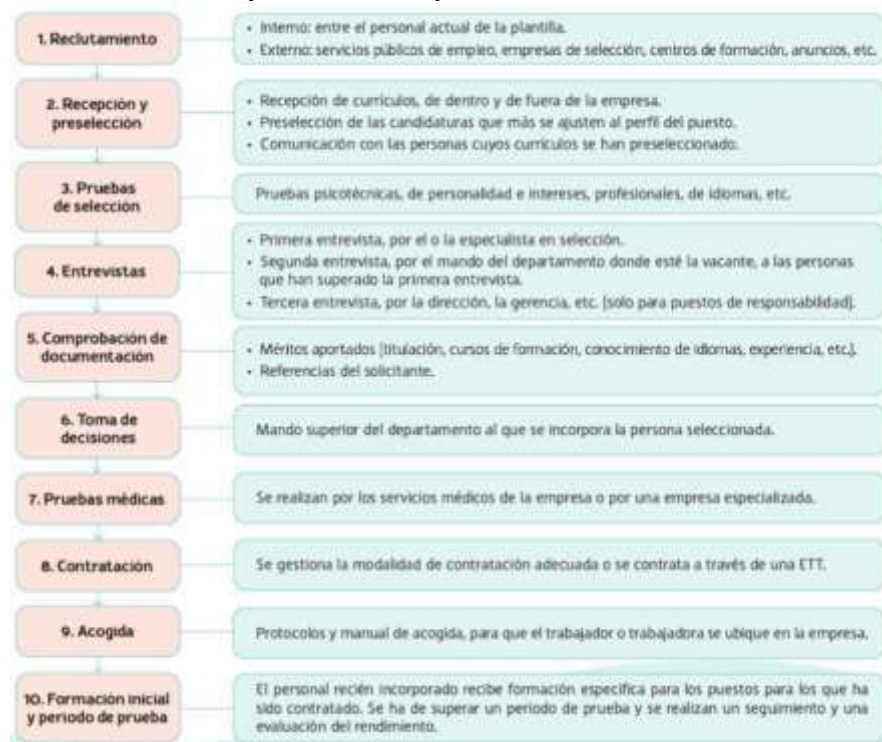 1. Reclutamiento
• Interno: entre el personal actual de la plantilla.
• Externo: servicios públicos de empleo, empresas de selección, centros de formación, anuncios, etc.
2. Recepción y
preselección
• Recepción de currículos, de dentro y de fuera de la empresa.
• Preselección de las candidaturas que más se ajusten al perfil del puesto.
• Comunicación con las personas cuyos currículos se han preseleccionado.
3. Pruebas
de selección
Pruebas psicotécnicas, de personalidad e intereses, profesionales, de idiomas, etc.
4. Entrevistas
• Primera entrevista, por el o la especialista en selección.
• Segunda entrevista, por el mando del departamento donde esté la vacante, a las personas
que han superado la primera entrevista.
• Tercera entrevista, por la dirección, la gerencia, etc. [solo para puestos de responsabilidad].
5. Comprobación de
documentación
• Méritos aportados [titulación, cursos de formación, conocimiento de idiomas, experiencia, etc.].
• Referencias del solicitante.
6. Toma de
decisiones
Mando superior del departamento al que se incorpora la persona seleccionada.
7. Pruebas médicas
Se realizan por los servicios médicos de la empresa o por una empresa especializada.
8. Contratación
Se gestiona la modalidad de contratación adecuada o se contrata a través de una ETT.
9. Acogida
Protocolos y manual de acogida, para que el trabajador o trabajadora se ubique en la empresa.
10. Formación inicial
y periodo de prueba
El personal recién incorporado recibe formación específica para los puestos para los que ha
sido contratado. Se ha de superar un periodo de prueba y se realizan un seguimiento y una
evaluación del rendimiento.